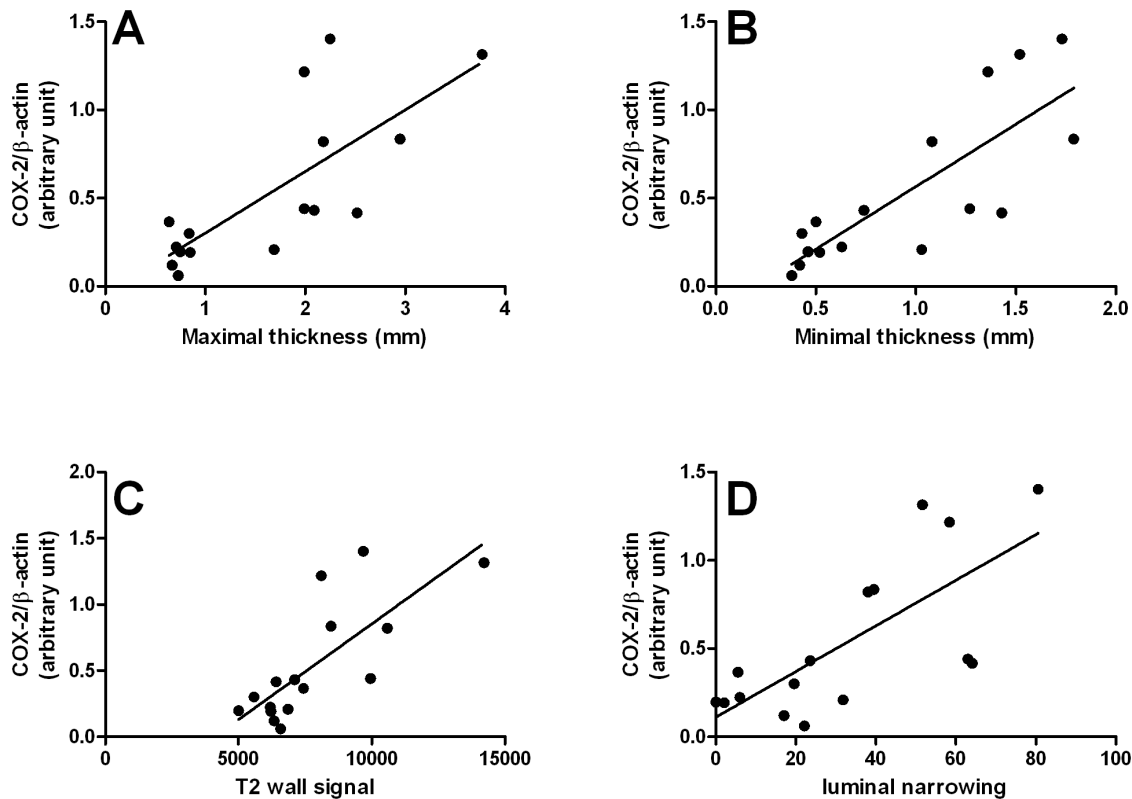 A
COX-2/β-actin
(arbitrary unit)
1.5
1.0
0.5
0.0
0 1 2 3 4
Maximal thickness (mm)
B
COX-2/β-actin
(arbitrary unit)
1.5
1.0
0.5
0.0
0.0 0.5 1.0 1.5 2.0
Minimal thickness (mm)
C
COX-2/β-actin
(arbitrary unit)
2.0
1.5
1.0
0.5
0.0
0 5000 10000 15000
T2 wall signal
D
COX-2/β-actin
(arbitrary unit)
1.5
1.0
0.5
0.0
0 20 40 60 80 100
luminal narrowing